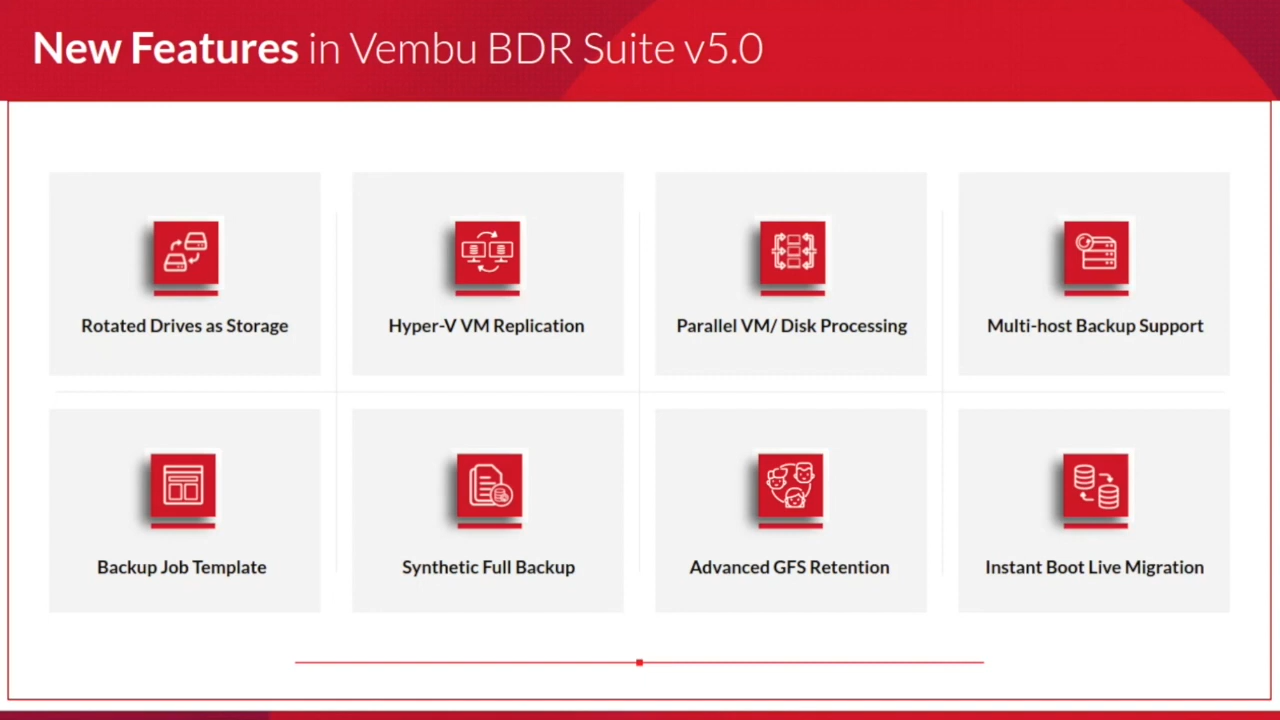 New Features in Vembu BDR Suite v5.0
Rotated Drives as Storage
Hyper-V VM Replication
Parallel VM/ Disk Processing
Multi-host Backup Support
Backup Job Template
Synthetic Full Backup
Advanced GFS Retention
Instant Boot Live Migration